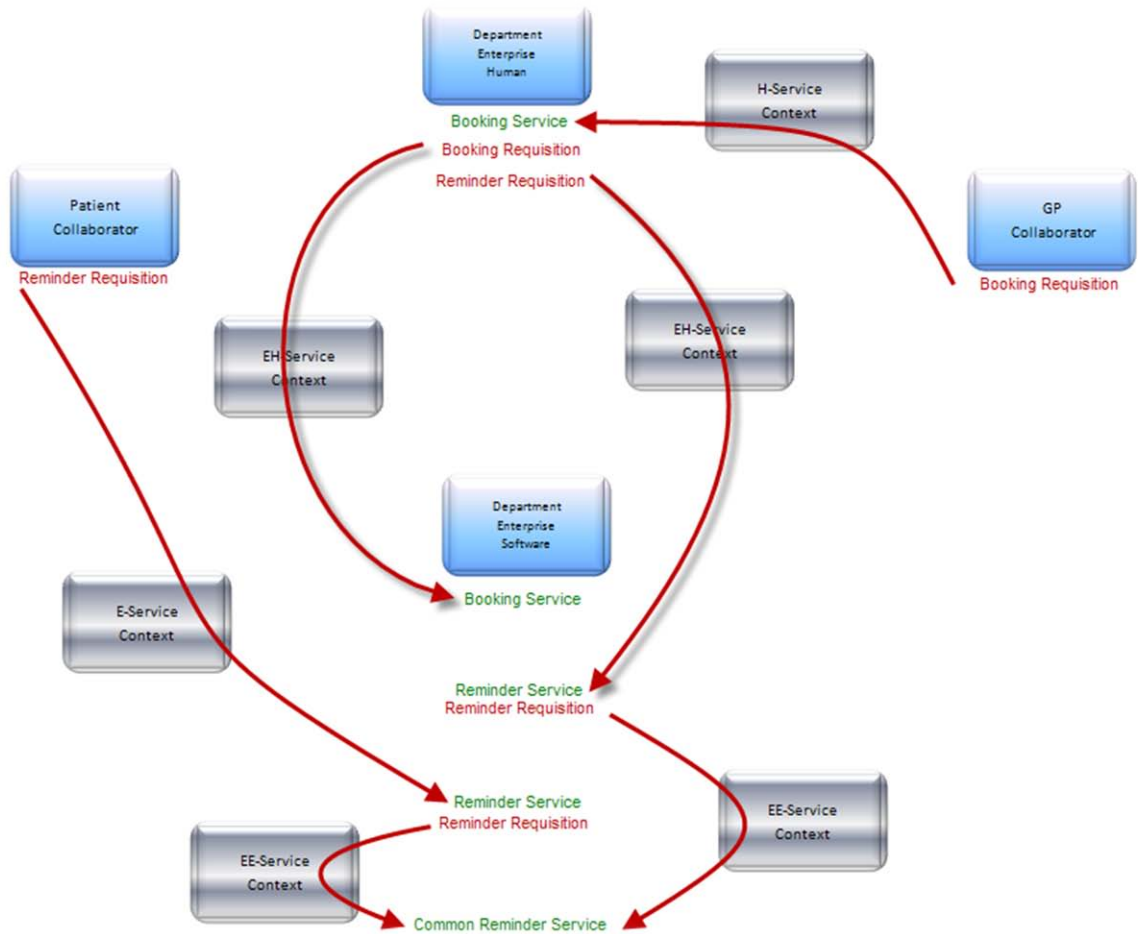 Department
Enterprise
Human
H-Service
Context
Booking Service
Booking Requisition
Reminder Requisition
Patient
Collaborator
Reminder Requisition
GP
Collaborator
Booking Requisition
EH-Service
Context
EH-Service
Context
Department
Enterprise
Software
Booking Service
E-Service
Context
Reminder Service
Reminder Requisition
Reminder Service
Reminder Requisition
EE-Service
Context
EE-Service
Context
Common Reminder Service